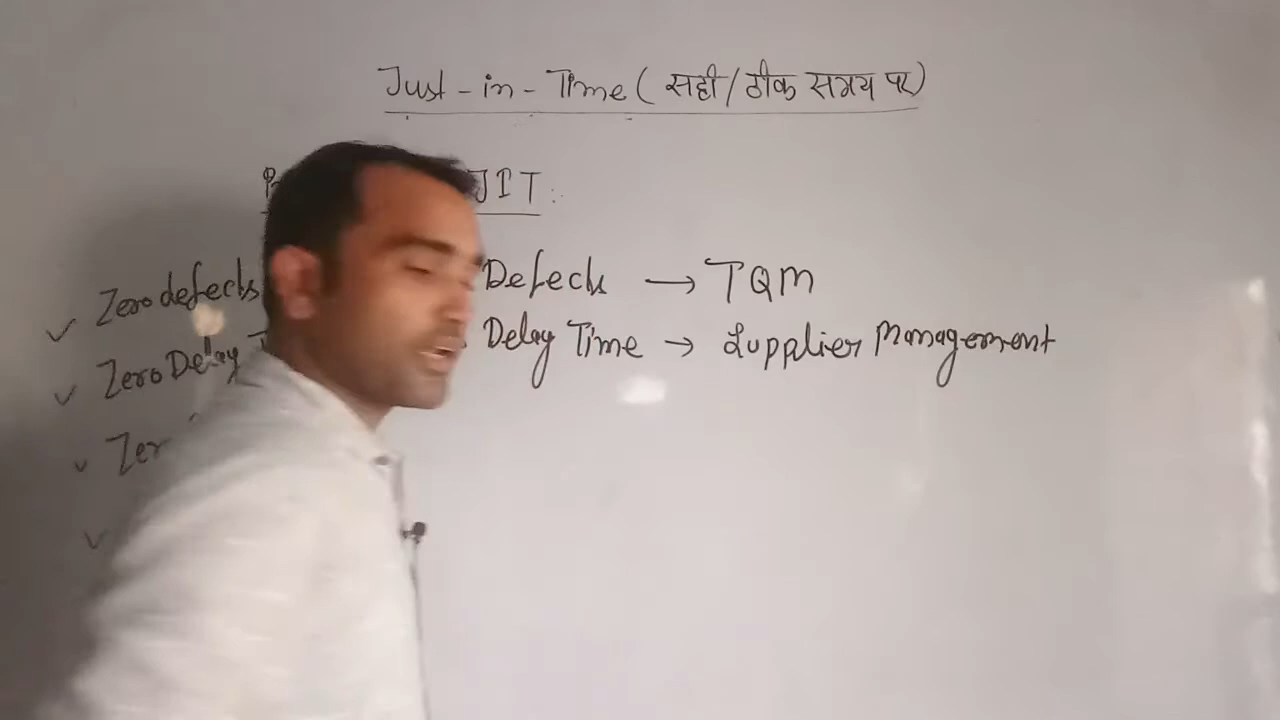 Just-in-Time (सही/ठीक समय पर)
JIT:
Zero defects
Defects → TQM
Zero Delay
Delay Time → Supplier Management